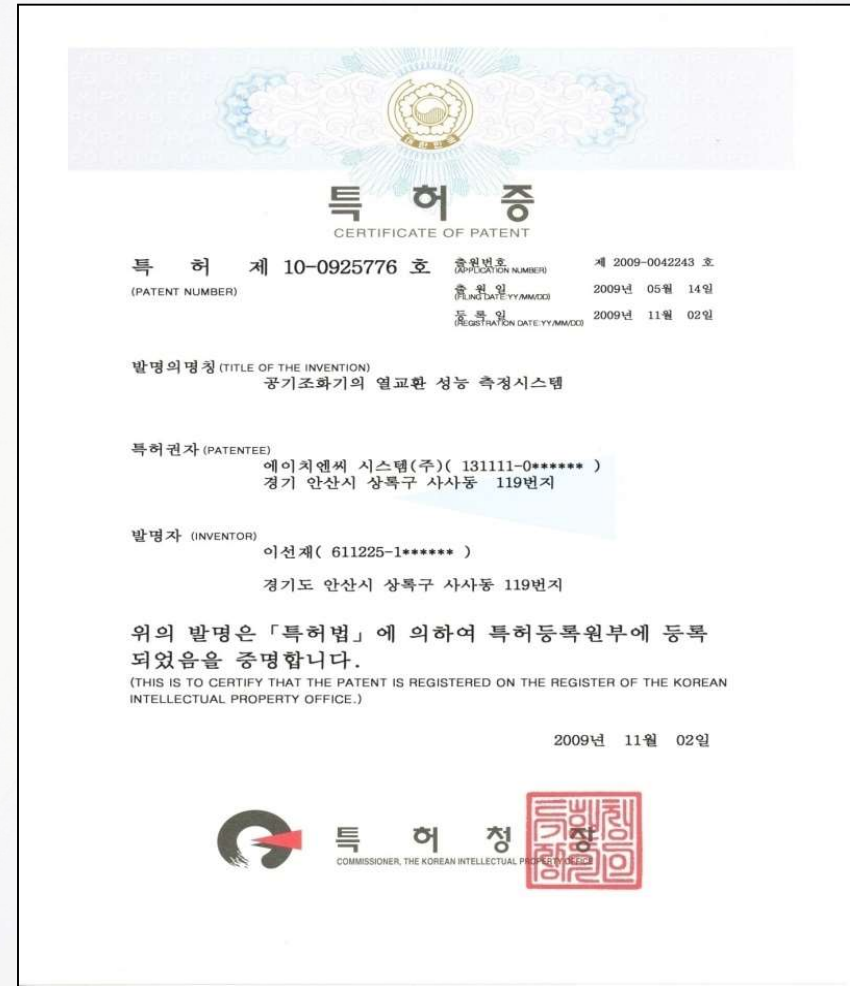 대한민국
특 허 증
CERTIFICATE OF PATENT
특 허 제 10-0925776 호
(PATENT NUMBER)
출원번호 제 2009-0042243 호
(APPLICATION NUMBER)
출 원 일 2009년 05월 14일
(FILING DATE:YY/MM/DD)
등 록 일 2009년 11월 02일
(REGISTRATION DATE:YY/MM/DD)
발명의명칭 (TITLE OF THE INVENTION)
공기조화기의 열교환 성능 측정시스템
특허권자 (PATENTEE)
에이치엔씨 시스템(주)( 131111-0****** )
경기 안산시 상록구 사사동 119번지
발명자 (INVENTOR)
이선재( 611225-1****** )
경기도 안산시 상록구 사사동 119번지
위의 발명은「특허법」에 의하여 특허등록원부에 등록
되었음을 증명합니다.
(THIS IS TO CERTIFY THAT THE PATENT IS REGISTERED ON THE REGISTER OF THE KOREAN
INTELLECTUAL PROPERTY OFFICE.)
2009년 11월 02일
특 허 청 장
COMMISSIONER, THE KOREAN INTELLECTUAL PROPERTY OFFICE